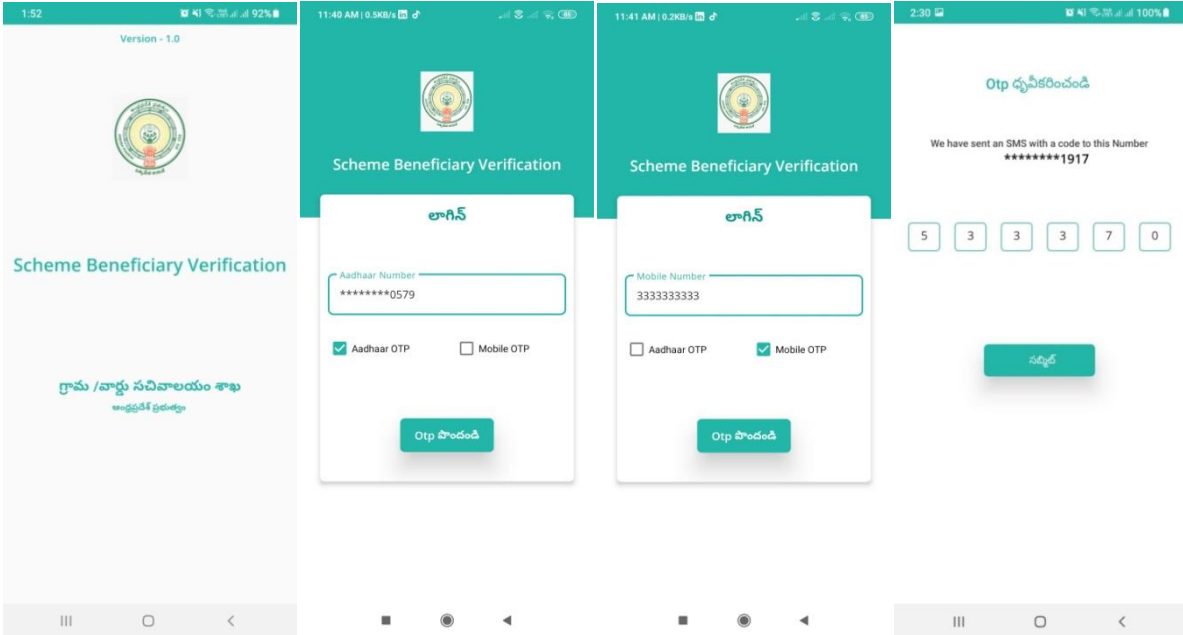 1:52
92%
Version - 1.0
Scheme Beneficiary Verification
గ్రామ /వార్డు సచివాలయం శాఖ
ఆంధ్రప్రదేశ్ ప్రభుత్వం
11:40 AM | 0.5KB/s
Scheme Beneficiary Verification
లాగిన్
Aadhaar Number
********0579
Aadhaar OTP
Mobile OTP
Otp పొందండి
11:41 AM | 0.2KB/s
Scheme Beneficiary Verification
లాగిన్
Mobile Number
3333333333
Aadhaar OTP
Mobile OTP
Otp పొందండి
2:30
100%
Otp ధృవీకరించండి
We have sent an SMS with a code to this Number
********1917
5 3 3 3 7 0
సబ్మిట్